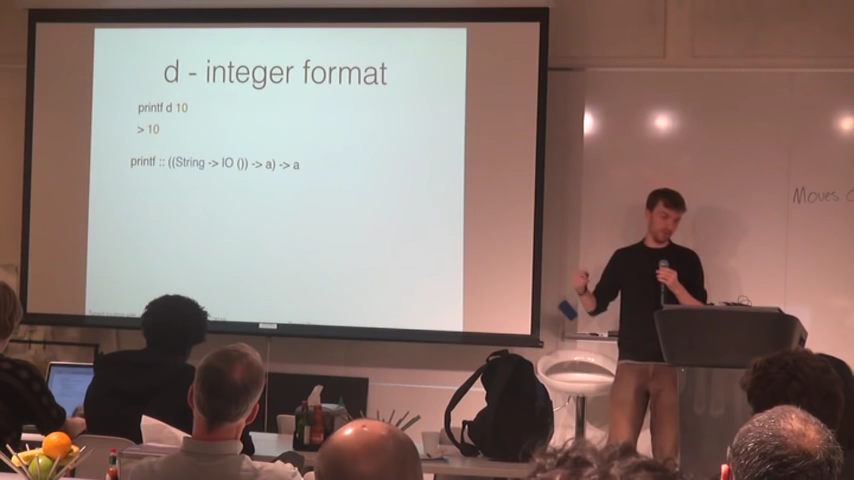 d - integer format
printf d 10
> 10
printf :: ((String -> IO ()) -> a) -> a
Moves